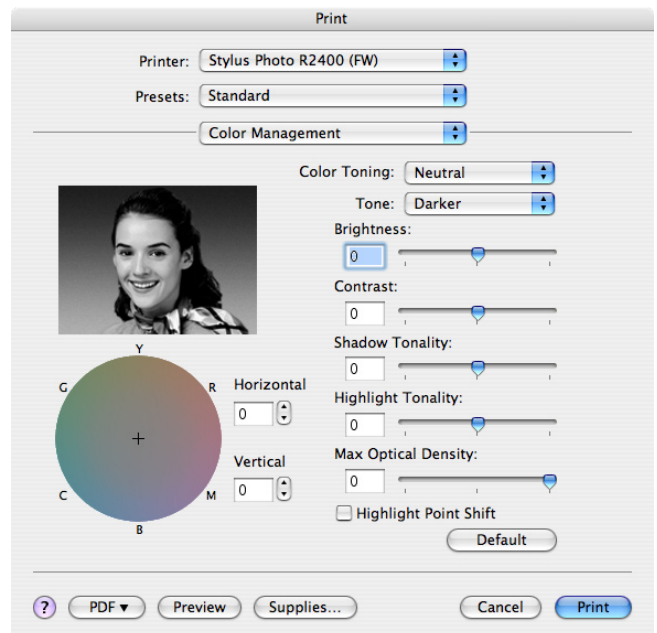 Print
Printer: Stylus Photo R2400 (FW)
Presets: Standard
Color Management
Color Toning: Neutral
Tone: Darker
Brightness:
0
Contrast:
0
Shadow Tonality:
0
Highlight Tonality:
0
Max Optical Density:
0
Highlight Point Shift
Default
Y
G R
C M
B
Horizontal
0
Vertical
0
? PDF▼ Preview Supplies... Cancel Print